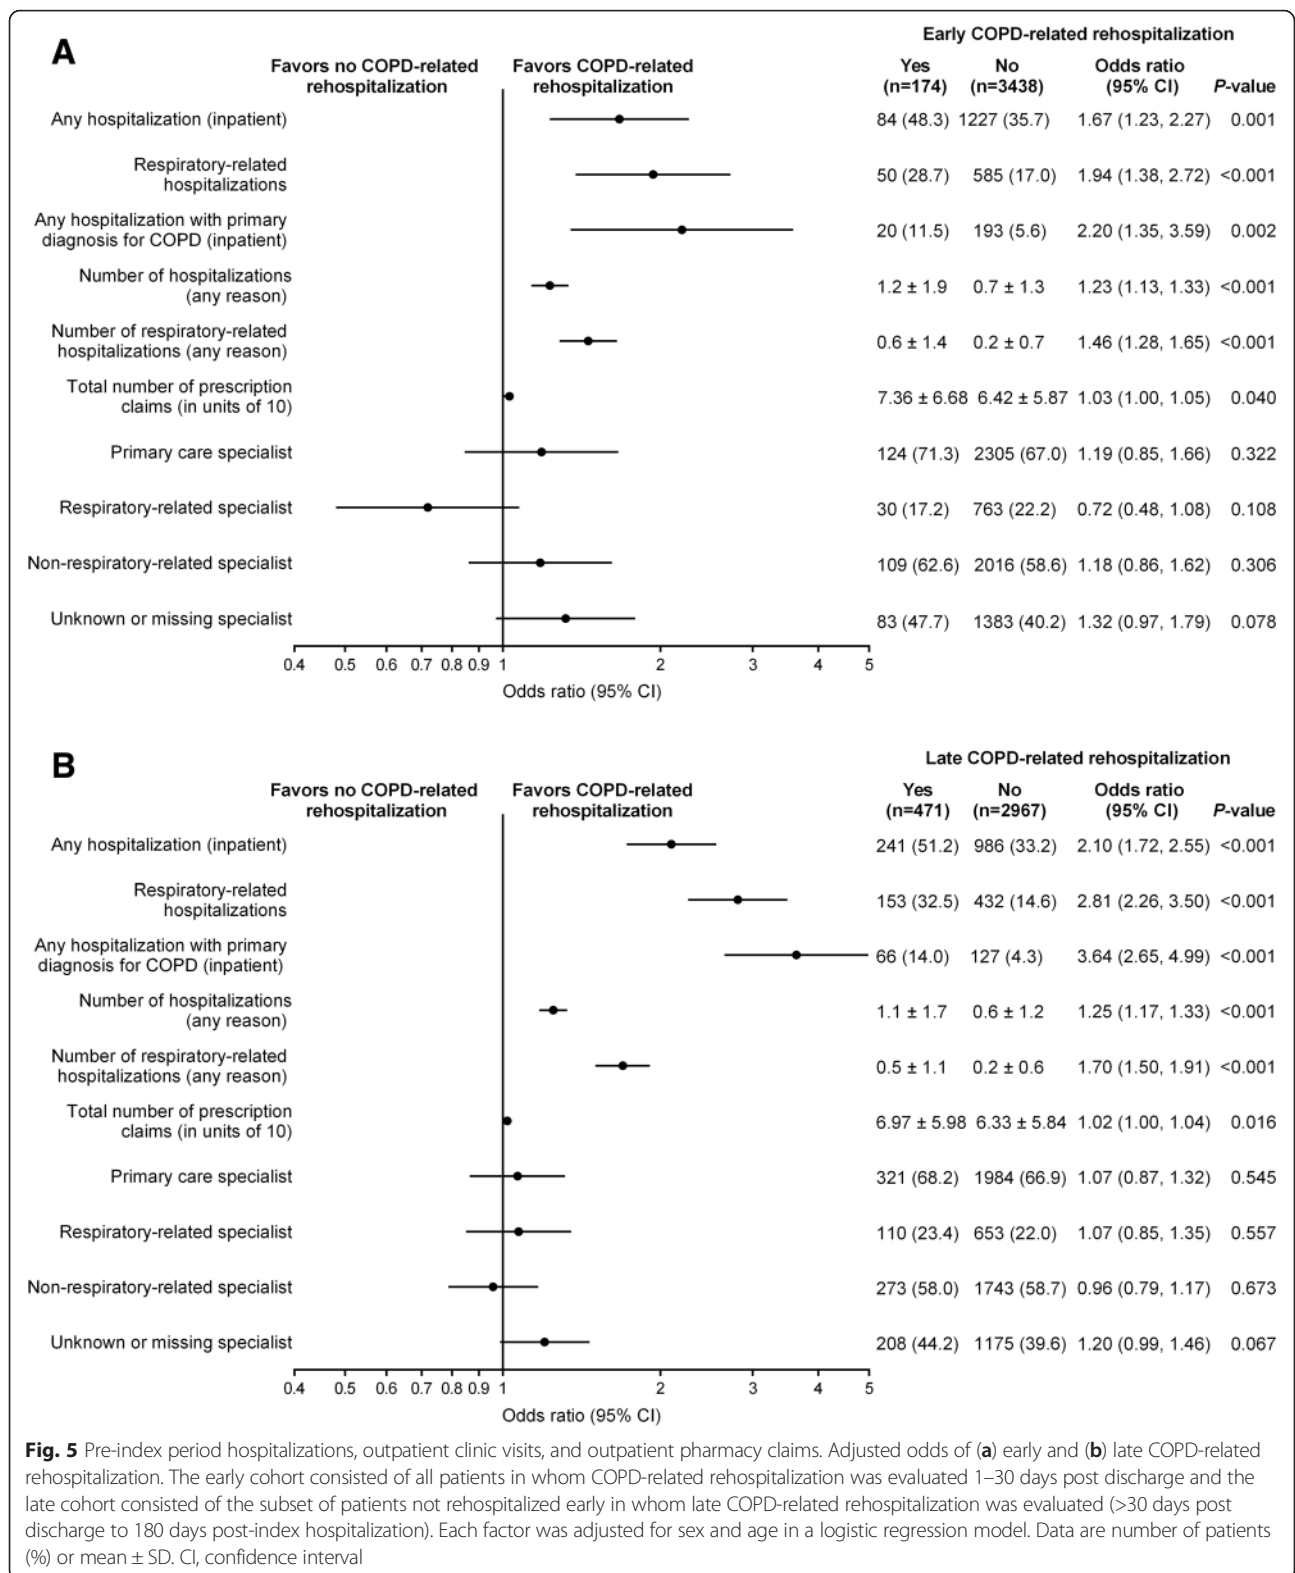 A
Early COPD-related rehospitalization
Favors no COPD-related rehospitalization
Favors COPD-related rehospitalization
Yes (n=174)
No (n=3438)
Odds ratio (95% CI)
P-value
Any hospitalization (inpatient) 84 (48.3) 1227 (35.7) 1.67 (1.23, 2.27) 0.001
Respiratory-related
hospitalizations 50 (28.7) 585 (17.0) 1.94 (1.38, 2.72) <0.001
Any hospitalization with primary
diagnosis for COPD (inpatient) 20 (11.5) 193 (5.6) 2.20 (1.35, 3.59) 0.002
Number of hospitalizations
(any reason) 1.2 ± 1.9 0.7 ± 1.3 1.23 (1.13, 1.33) <0.001
Number of respiratory-related
hospitalizations (any reason) 0.6 ± 1.4 0.2 ± 0.7 1.46 (1.28, 1.65) <0.001
Total number of prescription
claims (in units of 10) 7.36 ± 6.68 6.42 ± 5.87 1.03 (1.00, 1.05) 0.040
Primary care specialist 124 (71.3) 2305 (67.0) 1.19 (0.85, 1.66) 0.322
Respiratory-related specialist 30 (17.2) 763 (22.2) 0.72 (0.48, 1.08) 0.108
Non-respiratory-related specialist 109 (62.6) 2016 (58.6) 1.18 (0.86, 1.62) 0.306
Unknown or missing specialist 83 (47.7) 1383 (40.2) 1.32 (0.97, 1.79) 0.078
0.4 0.5 0.6 0.7 0.8 0.9 1 2 3 4 5
Odds ratio (95% CI)
B
Late COPD-related rehospitalization
Favors no COPD-related rehospitalization
Favors COPD-related rehospitalization
Yes (n=471)
No (n=2967)
Odds ratio (95% CI)
P-value
Any hospitalization (inpatient) 241 (51.2) 986 (33.2) 2.10 (1.72, 2.55) <0.001
Respiratory-related
hospitalizations 153 (32.5) 432 (14.6) 2.81 (2.26, 3.50) <0.001
Any hospitalization with primary
diagnosis for COPD (inpatient) 66 (14.0) 127 (4.3) 3.64 (2.65, 4.99) <0.001
Number of hospitalizations
(any reason) 1.1 ± 1.7 0.6 ± 1.2 1.25 (1.17, 1.33) <0.001
Number of respiratory-related
hospitalizations (any reason) 0.5 ± 1.1 0.2 ± 0.6 1.70 (1.50, 1.91) <0.001
Total number of prescription
claims (in units of 10) 6.97 ± 5.98 6.33 ± 5.84 1.02 (1.00, 1.04) 0.016
Primary care specialist 321 (68.2) 1984 (66.9) 1.07 (0.87, 1.32) 0.545
Respiratory-related specialist 110 (23.4) 653 (22.0) 1.07 (0.85, 1.35) 0.557
Non-respiratory-related specialist 273 (58.0) 1743 (58.7) 0.96 (0.79, 1.17) 0.673
Unknown or missing specialist 208 (44.2) 1175 (39.6) 1.20 (0.99, 1.46) 0.067
0.4 0.5 0.6 0.7 0.8 0.9 1 2 3 4 5
Odds ratio (95% CI)
Fig. 5 Pre-index period hospitalizations, outpatient clinic visits, and outpatient pharmacy claims. Adjusted odds of (a) early and (b) late COPD-related
rehospitalization. The early cohort consisted of all patients in whom COPD-related rehospitalization was evaluated 1–30 days post discharge and the
late cohort consisted of the subset of patients not rehospitalized early in whom late COPD-related rehospitalization was evaluated (>30 days post
discharge to 180 days post-index hospitalization). Each factor was adjusted for sex and age in a logistic regression model. Data are number of patients
(%) or mean ± SD. CI, confidence interval